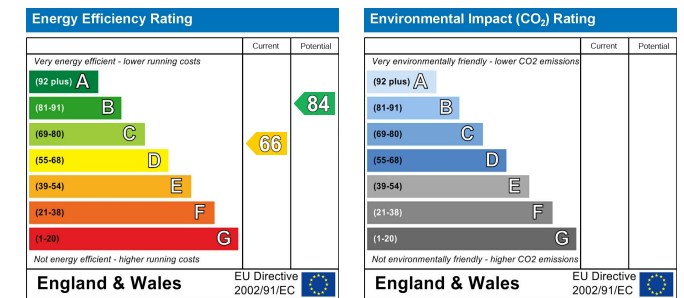 Energy Efficiency Rating
Current Potential
Very energy efficient - lower running costs
(92 plus) A
(81-91) B
(69-80) C
(55-68) D
(39-54) E
(21-38) F
(1-20) G
66
84
Not energy efficient - higher running costs
England & Wales
EU Directive
2002/91/EC
Environmental Impact (CO2) Rating
Current Potential
Very environmentally friendly - lower CO2 emissions
(92 plus) A
(81-91) B
(69-80) C
(55-68) D
(39-54) E
(21-38) F
(1-20) G
Not environmentally friendly - higher CO2 emissions
England & Wales
EU Directive
2002/91/EC